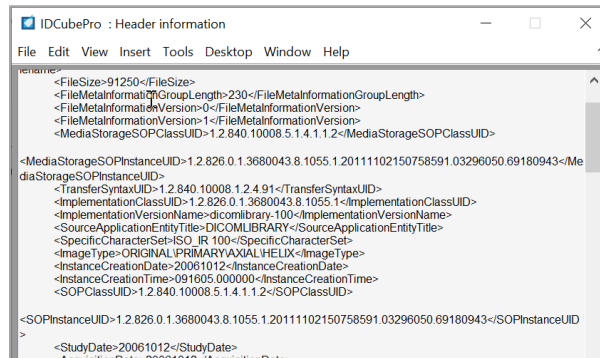 IDCubePro : Header information
File Edit View Insert Tools Desktop Window Help
lename>
<FileSize>91250</FileSize>
<FileMetaInformationGroupLength>230</FileMetaInformationGroupLength>
<FileMetaInformationVersion>0</FileMetaInformationVersion>
<FileMetaInformationVersion>1</FileMetaInformationVersion>
<MediaStorageSOPClassUID>1.2.840.10008.5.1.4.1.1.2</MediaStorageSOPClassUID>
<MediaStorageSOPInstanceUID>1.2.826.0.1.3680043.8.1055.1.20111102150758591.03296050.69180943</Me
diaStorageSOPInstanceUID>
<TransferSyntaxUID>1.2.840.10008.1.2.4.91</TransferSyntaxUID>
<ImplementationClassUID>1.2.826.0.1.3680043.8.1055.1</ImplementationClassUID>
<ImplementationVersionName>dicomlibrary-100</ImplementationVersionName>
<SourceApplicationEntityTitle>DICOMLIBRARY</SourceApplicationEntityTitle>
<SpecificCharacterSet>ISO_IR 100</SpecificCharacterSet>
<ImageType>ORIGINAL\PRIMARY\AXIAL\HELIX</ImageType>
<InstanceCreationDate>20061012</InstanceCreationDate>
<InstanceCreationTime>091605.000000</InstanceCreationTime>
<SOPClassUID>1.2.840.10008.5.1.4.1.1.2</SOPClassUID>
<SOPInstanceUID>1.2.826.0.1.3680043.8.1055.1.20111102150758591.03296050.69180943</SOPInstanceUID
>
<StudyDate>20061012</StudyDate>
<AcquisitionDate>20061012</AcquisitionDate>